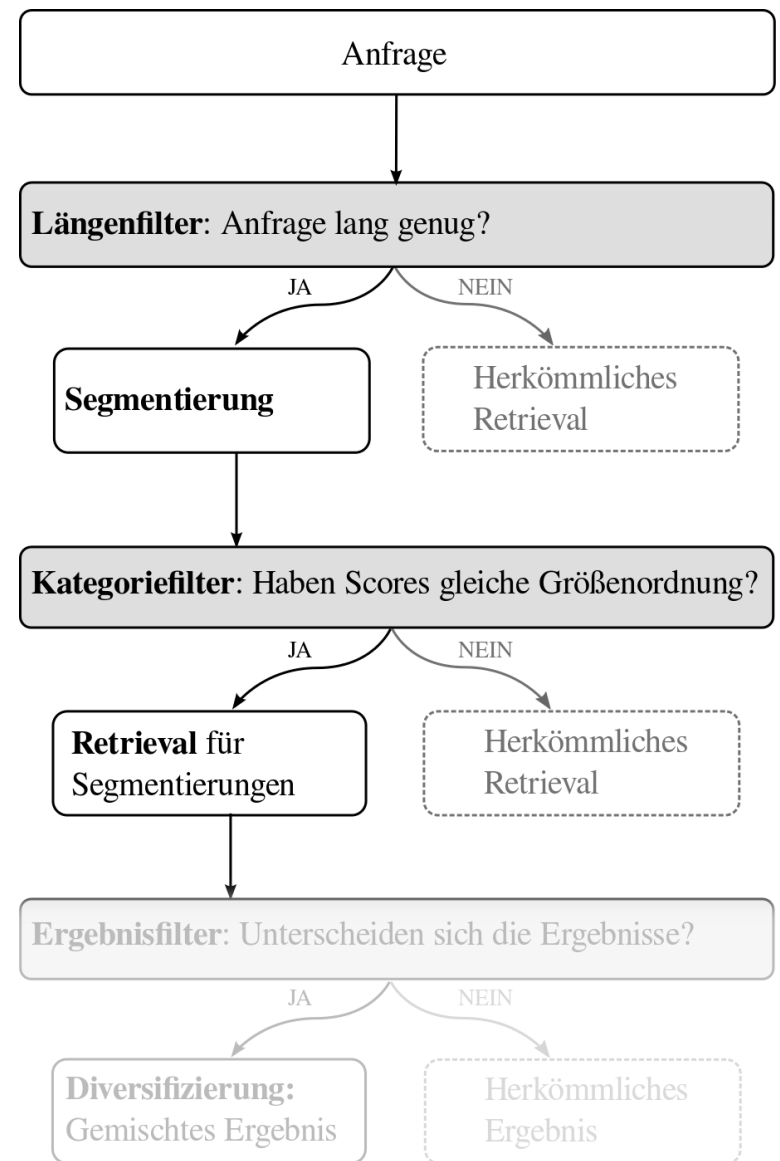 Anfrage
Längenfilter: Anfrage lang genug?
JA
NEIN
Segmentierung
Herkömmliches
Retrieval
Kategoriefilter: Haben Scores gleiche Größenordnung?
JA
NEIN
Retrieval für
Segmentierungen
Herkömmliches
Retrieval
Ergebnisfilter: Unterscheiden sich die Ergebnisse?
JA
NEIN
Diversifizierung:
Gemischtes Ergebnis
Herkömmliches
Ergebnis